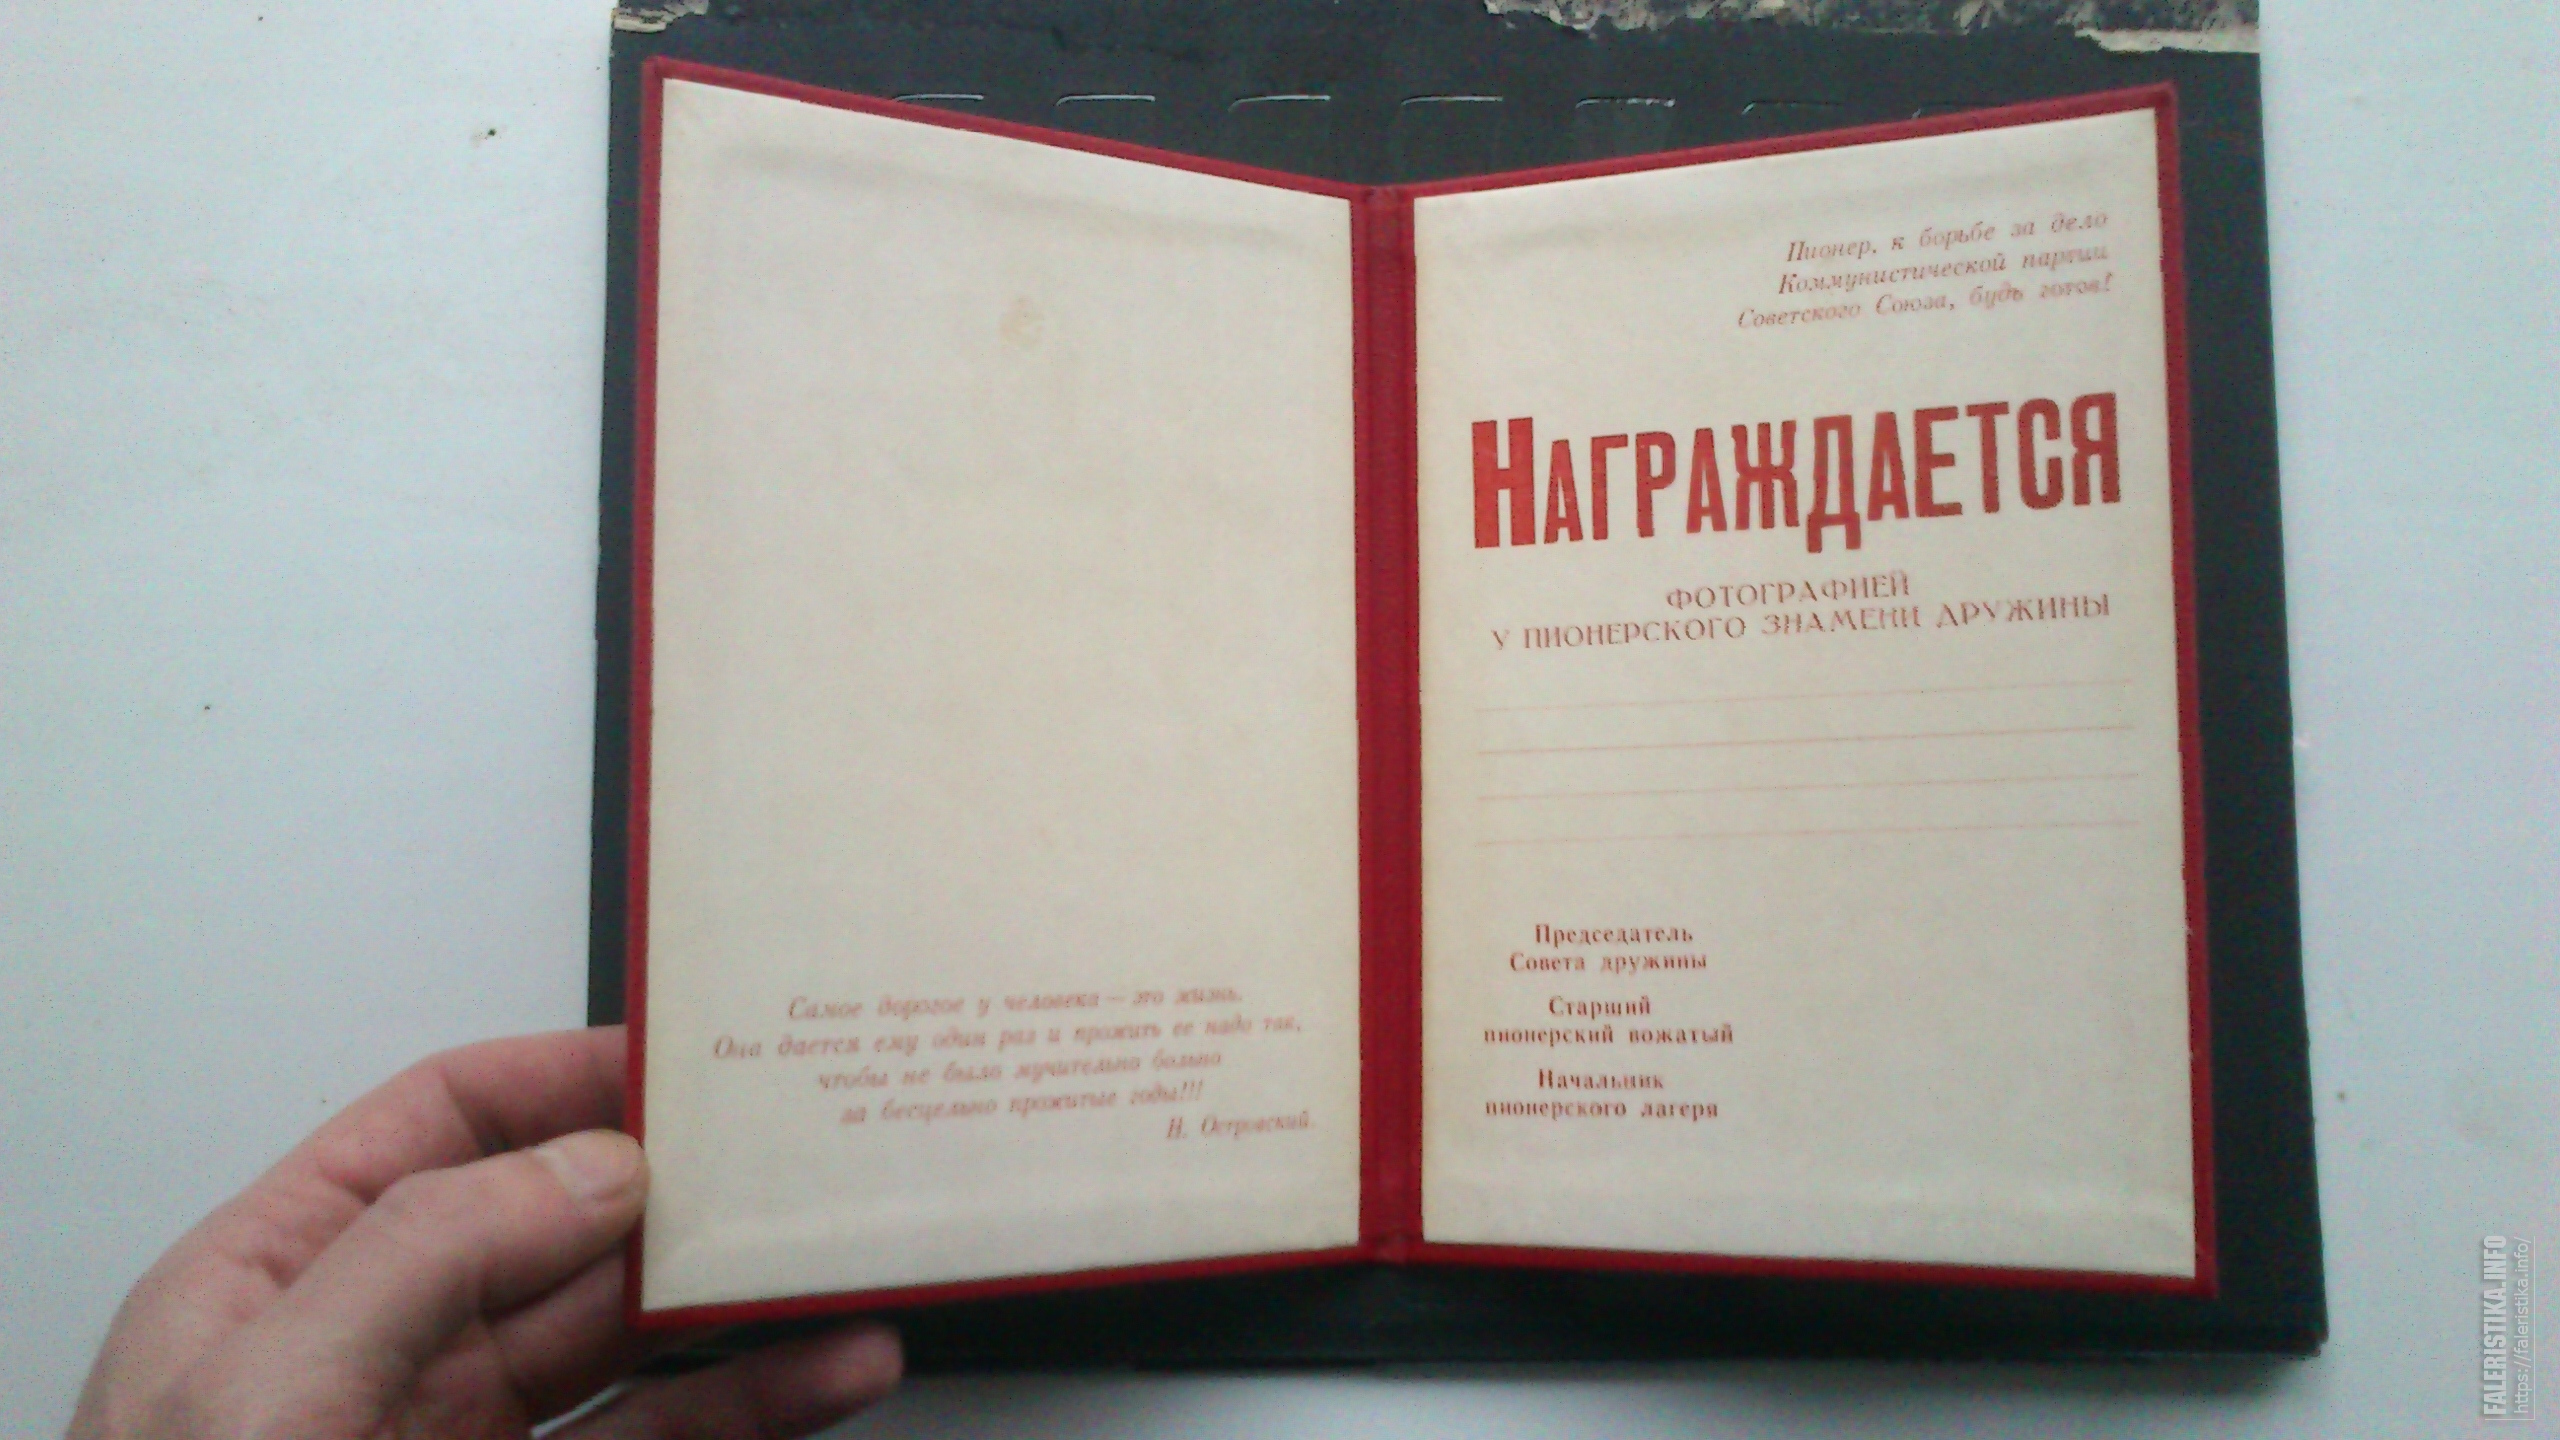 Самое дорогое у человека — это жизнь.
Она дается ему один раз и прожить ее надо так,
чтобы не было мучительно больно
за бесцельно прожитые годы!!!
Н. Островский.
Пионер, к борьбе за дело
Коммунистической партии
Советского Союза, будь готов!
НАГРАЖДАЕТСЯ
ФОТОГРАФИЕЙ
У ПИОНЕРСКОГО ЗНАМЕНИ ДРУЖИНЫ
Председатель
Совета дружины
Старший
пионерский вожатый
Начальник
пионерского лагеря
FALERISTIKA.INFO
https://faleristika.info/